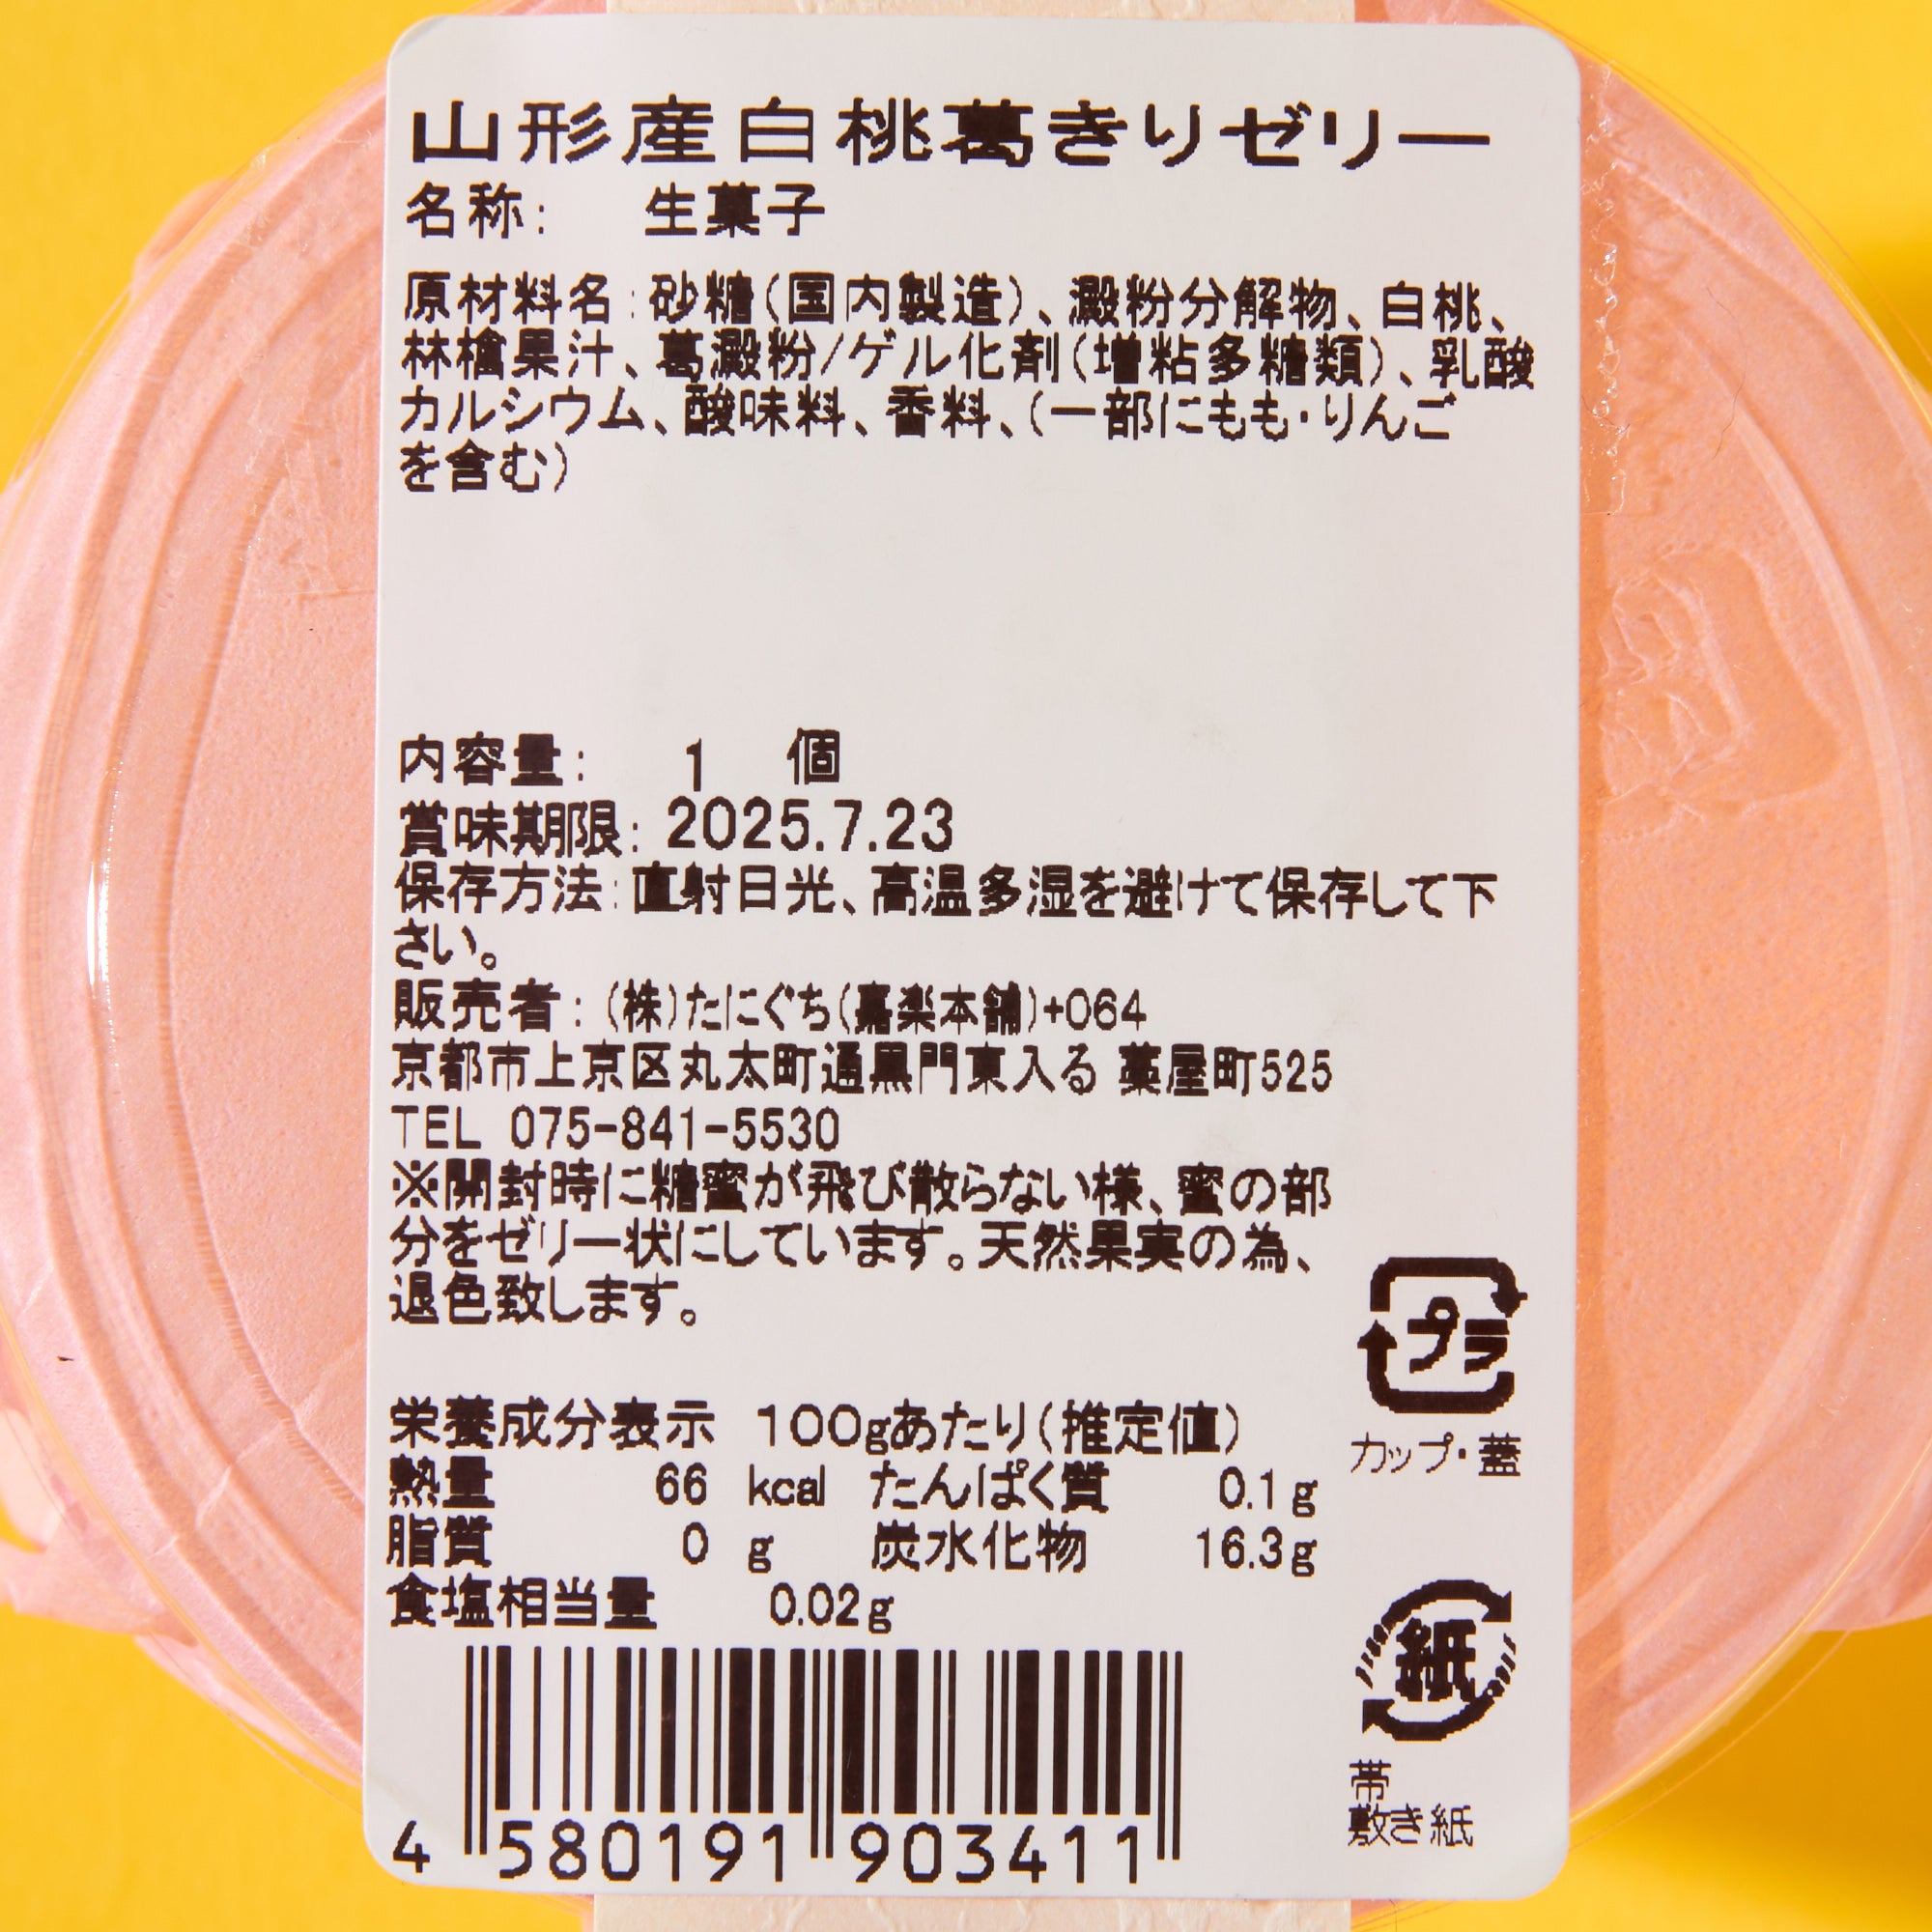 山形産白桃葛きりゼリー
名称: 生菓子
原材料名:砂糖(国内製造)、澱粉分解物、白桃、
林檎果汁、葛澱粉/ゲル化剤(増粘多糖類)、乳酸
カルシウム、酸味料、香料、(一部にもも・りんご
を含む)
内容量: 1 個
賞味期限: 2025.7.23
保存方法:直射日光、高温多湿を避けて保存して下
さい。
販売者:(株)たにぐち(嘉楽本舗)+064
京都市上京区丸太町通黒門東入る 藁屋町525
TEL 075-841-5530
※開封時に糖蜜が飛び散らない様、蜜の部
分をゼリー状にしています。天然果実の為、
退色致します。
プラ
カップ・蓋
栄養成分表示 100gあたり(推定値)
熱量 66 kcal たんぱく質 0.1g
脂質 0 g 炭水化物 16.3g
食塩相当量 0.02g
紙
帯
敷き紙
4 580191 903411